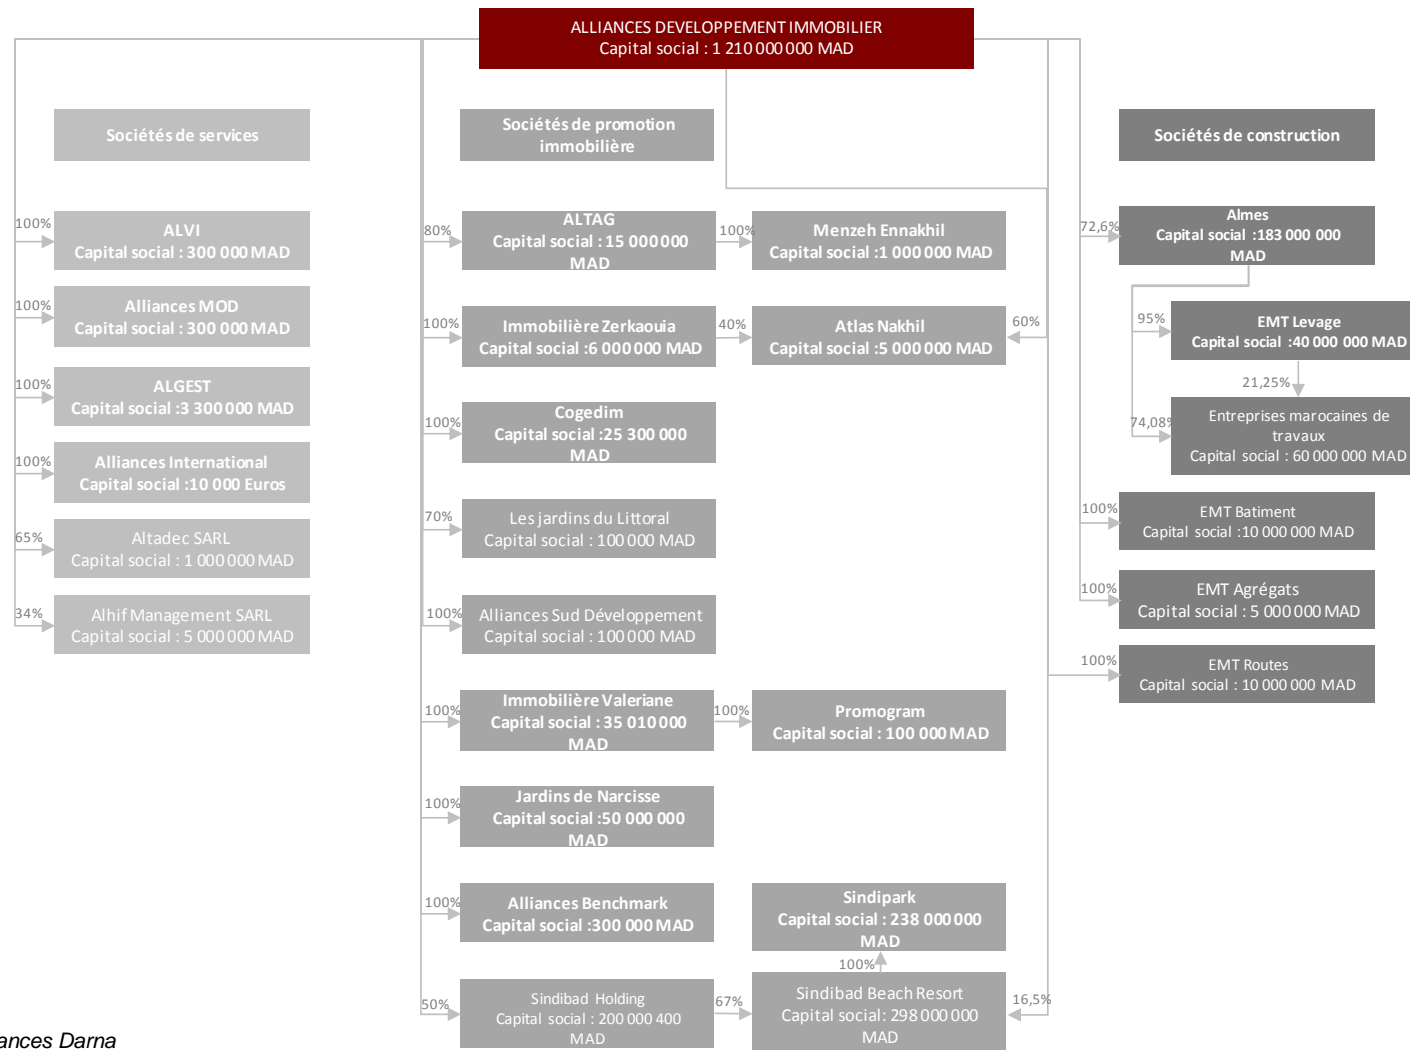 ALLIANCES DEVELOPPEMENT IMMOBILIER
Capital social : 1 210 000 000 MAD
Sociétés de services
Sociétés de promotion
immobilière
Sociétés de construction
100%
ALVI
Capital social : 300 000 MAD
100%
Alliances MOD
Capital social : 300 000 MAD
100%
ALGEST
Capital social :3 300 000 MAD
100%
Alliances International
Capital social :10 000 Euros
65%
Altadec SARL
Capital social : 1 000 000 MAD
34%
Alhif Management SARL
Capital social : 5 000 000 MAD
80%
ALTAG
Capital social : 15 000 000
MAD
100%
Menzeh Ennakhil
Capital social :1 000 000 MAD
100%
Immobilière Zerkaouia
Capital social :6 000 000 MAD
40%
Atlas Nakhil
Capital social :5 000 000 MAD
60%
100%
Cogedim
Capital social :25 300 000
MAD
70%
Les jardins du Littoral
Capital social : 100 000 MAD
100%
Alliances Sud Développement
Capital social : 100 000 MAD
100%
Immobilière Valeriane
Capital social : 35 010 000
MAD
100%
Promogram
Capital social : 100 000 MAD
100%
Jardins de Narcisse
Capital social :50 000 000
MAD
100%
Alliances Benchmark
Capital social :300 000 MAD
Sindipark
Capital social : 238 000 000
MAD
100%
50%
Sindibad Holding
Capital social : 200 000 400
MAD
67%
Sindibad Beach Resort
Capital social: 298 000 000
MAD
16,5%
72,6%
Almes
Capital social :183 000 000
MAD
95%
EMT Levage
Capital social :40 000 000 MAD
21,25%
74,08%
Entreprises marocaines de
travaux
Capital social : 60 000 000 MAD
100%
EMT Batiment
Capital social :10 000 000 MAD
100%
EMT Agrégats
Capital social : 5 000 000 MAD
100%
EMT Routes
Capital social : 10 000 000 MAD
ances Darna